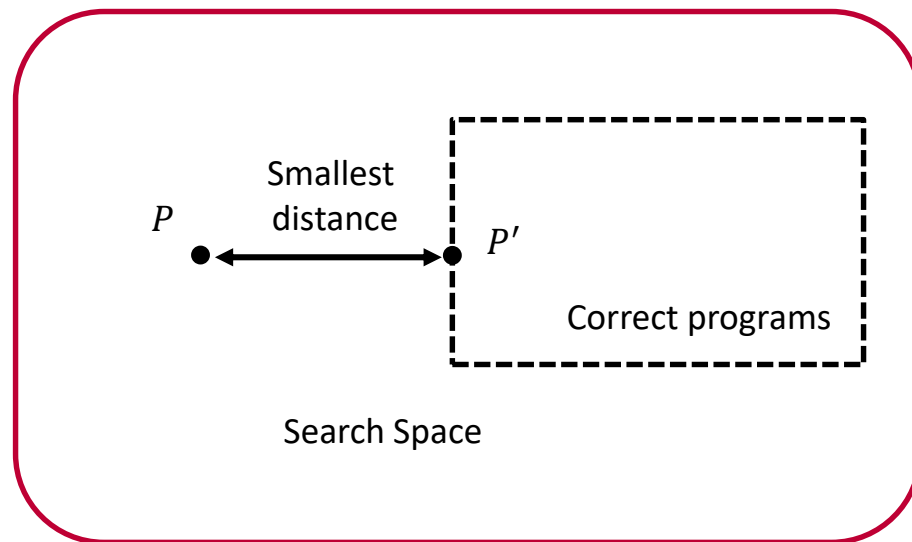 Smallest
distance
P
P′
Correct programs
Search Space